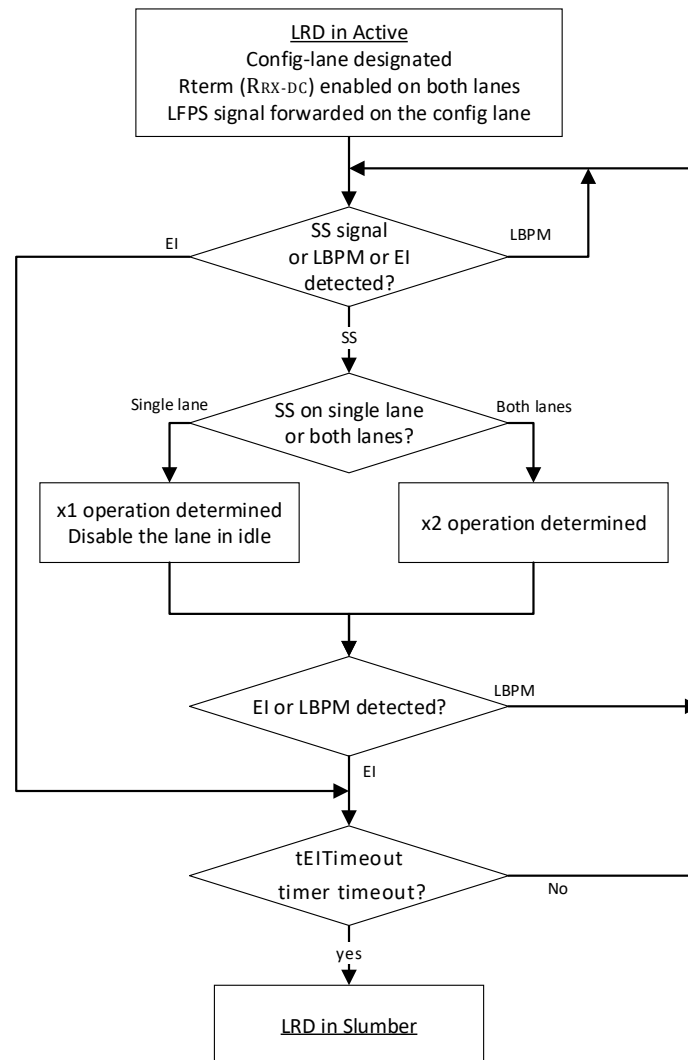 LRD in Active
Config-lane designated
Rterm (RRX-DC) enabled on both lanes
LFPS signal forwarded on the config lane
SS signal
or LBPM or EI
detected?
EI
LBPM
SS
SS on single lane
or both lanes?
Single lane
Both lanes
x1 operation determined
Disable the lane in idle
x2 operation determined
EI or LBPM detected?
LBPM
EI
tEITimeout
timer timeout?
No
yes
LRD in Slumber